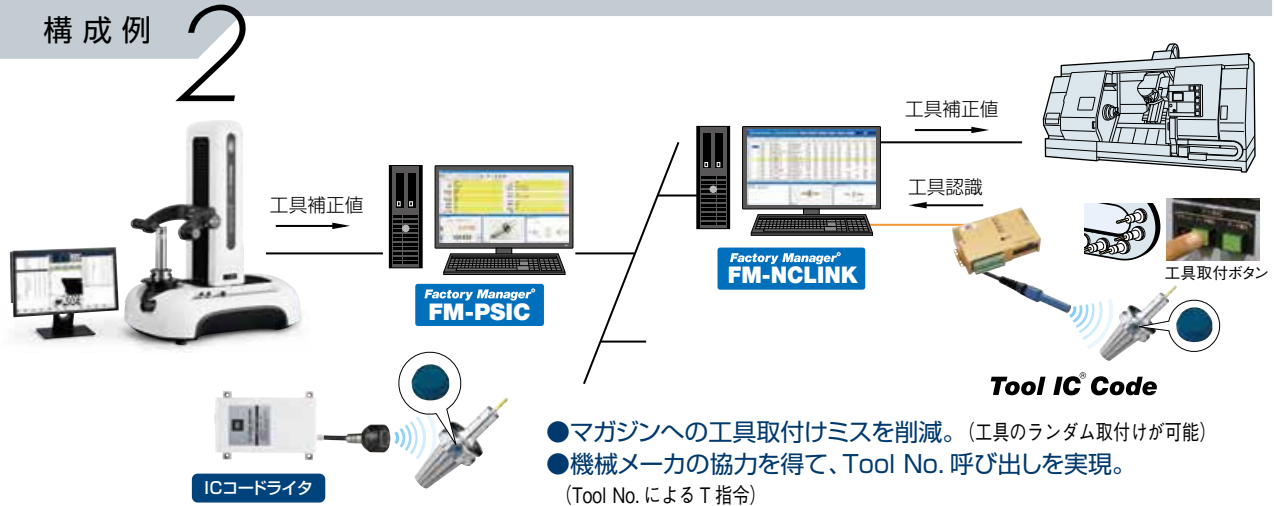 構成例 2
工具補正値
Factory Manager®
FM-PSIC
工具補正値
工具認識
Factory Manager®
FM-NCLINK
工具取付ボタン
Tool IC® Code
ICコードライタ
●マガジンへの工具取付けミスを削減。(工具のランダム取付けが可能)
●機械メーカの協力を得て、Tool No. 呼び出しを実現。
(Tool No. によるT指令)